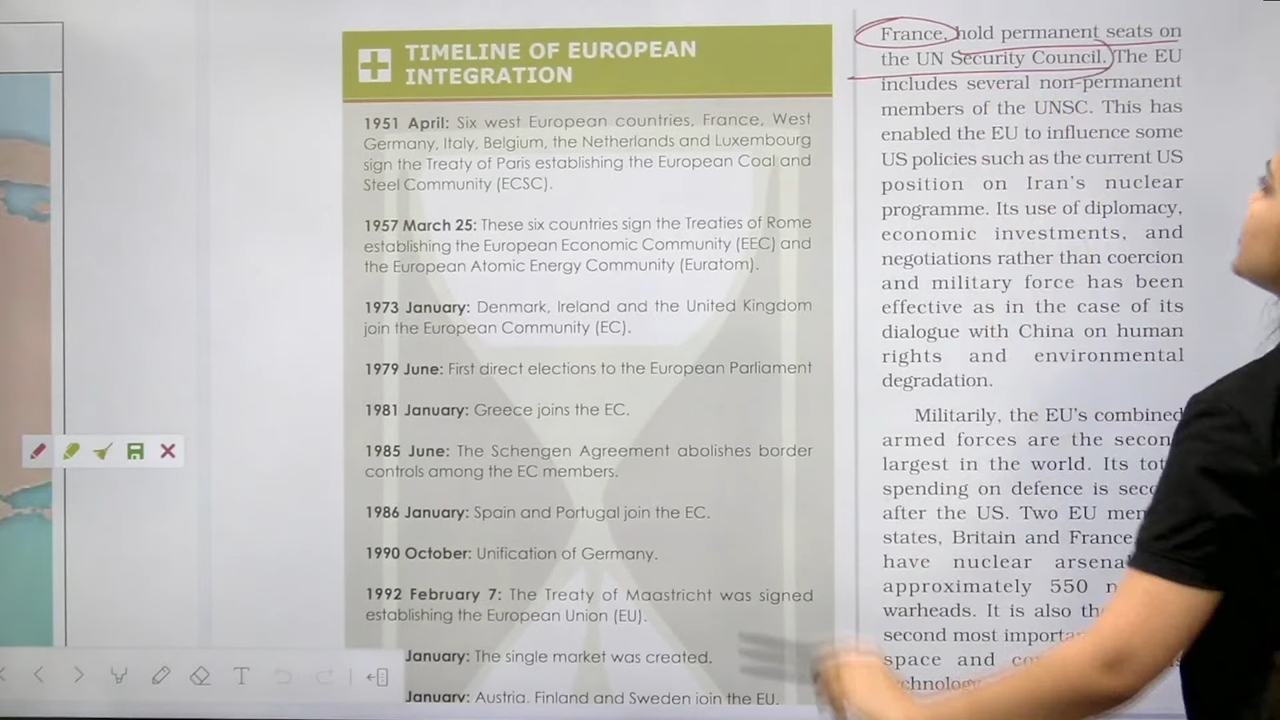 TIMELINE OF EUROPEAN
INTEGRATION
1951 April: Six west European countries, France, West
Germany, Italy, Belgium, the Netherlands and Luxembourg
sign the Treaty of Paris establishing the European Coal and
Steel Community (ECSC).
1957 March 25: These six countries sign the Treaties of Rome
establishing the European Economic Community (EEC) and
the European Atomic Energy Community (Euratom).
1973 January: Denmark, Ireland and the United Kingdom
join the European Community (EC).
1979 June: First direct elections to the European Parliament
1981 January: Greece joins the EC.
1985 June: The Schengen Agreement abolishes border
controls among the EC members.
1986 January: Spain and Portugal join the EC.
1990 October: Unification of Germany.
1992 February 7: The Treaty of Maastricht was signed
establishing the European Union (EU).
January: The single market was created.
January: Austria, Finland and Sweden join the EU.
France, hold permanent seats on
the UN Security Council. The EU
includes several non-permanent
members of the UNSC. This has
enabled the EU to influence some
US policies such as the current US
position on Iran's nuclear
programme. Its use of diplomacy,
economic investments, and
negotiations rather than coercion
and military force has been
effective as in the case of its
dialogue with China on human
rights and environmental
degradation.
Militarily, the EU's combined
armed forces are the secon
largest in the world. Its tot
spending on defence is sec
after the US. Two EU mem
states, Britain and France,
have nuclear arsena
approximately 550 n
warheads. It is also th
second most importa
space and co
chnology
T